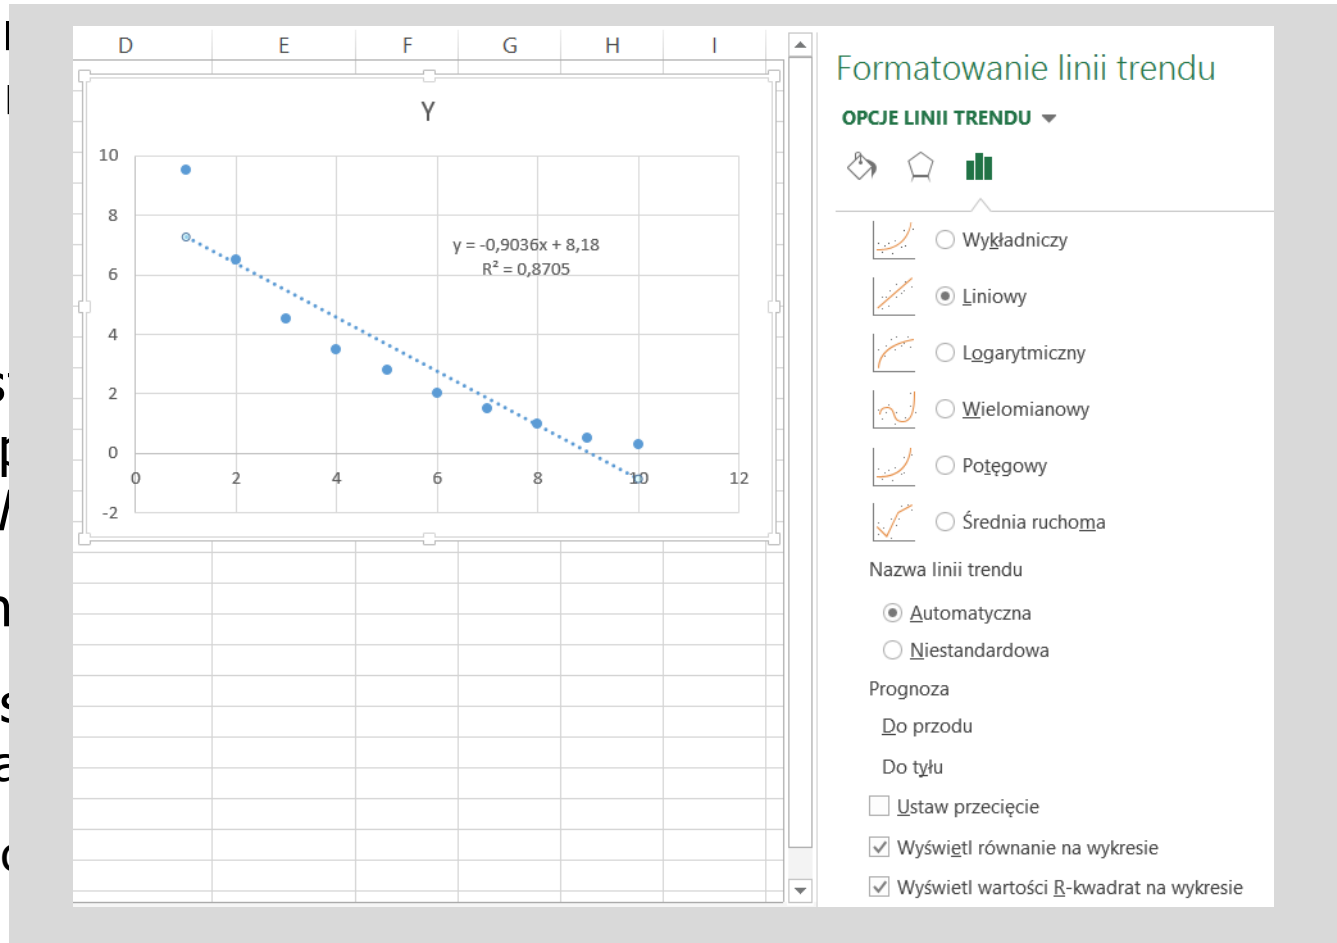 D E F G H I
Y
10
8
6
4
2
0
-2
0 2 4 6 8 10 12
y = -0,9036x + 8,18
R² = 0,8705
Formatowanie linii trendu
OPCJE LINII TRENDU
Wykładniczy
Liniowy
Logarytmiczny
Wielomianowy
Potęgowy
Średnia ruchoma
Nazwa linii trendu
Automatyczna
Niestandardowa
Prognoza
Do przodu
Do tyłu
Ustaw przecięcie
Wyświetl równanie na wykresie
Wyświetl wartości R-kwadrat na wykresie